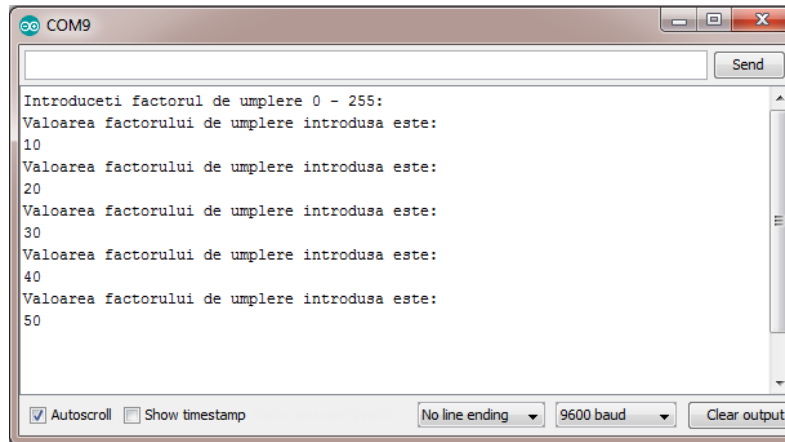 COM9
Send
Introduceti factorul de umplere 0 - 255:
Valoarea factorului de umplere introdusa este:
10
Valoarea factorului de umplere introdusa este:
20
Valoarea factorului de umplere introdusa este:
30
Valoarea factorului de umplere introdusa este:
40
Valoarea factorului de umplere introdusa este:
50
Autoscroll Show timestamp No line ending 9600 baud Clear output